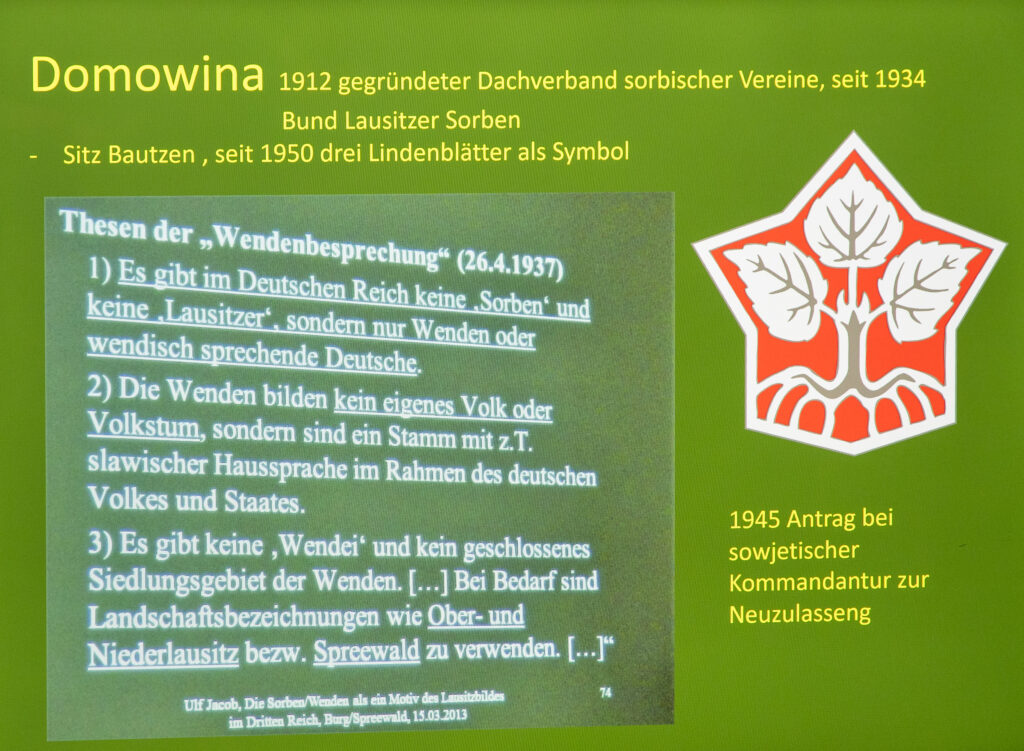 Domowina 1912 gegründeter Dachverband sorbischer Vereine, seit 1934
Bund Lausitzer Sorben
- Sitz Bautzen , seit 1950 drei Lindenblätter als Symbol
Thesen der „Wendenbesprechung“ (26.4.1937)
1) Es gibt im Deutschen Reich keine ‚Sorben‘ und
keine ‚Lausitzer‘, sondern nur Wenden oder
wendisch sprechende Deutsche.
2) Die Wenden bilden kein eigenes Volk oder
Volkstum, sondern sind ein Stamm mit z.T.
slawischer Haussprache im Rahmen des deutschen
Volkes und Staates.
3) Es gibt keine ‚Wendei‘ und kein geschlossenes
Siedlungsgebiet der Wenden. […] Bei Bedarf sind
Landschaftsbezeichnungen wie Ober- und
Niederlausitz bezw. Spreewald zu verwenden. […]“
Ulf Jacob, Die Sorben/Wenden als ein Motiv des Lausitzbildes
im Dritten Reich, Burg/Spreewald, 15.03.2013
74
1945 Antrag bei
sowjetischer
Kommandantur zur
Neuzulasseng